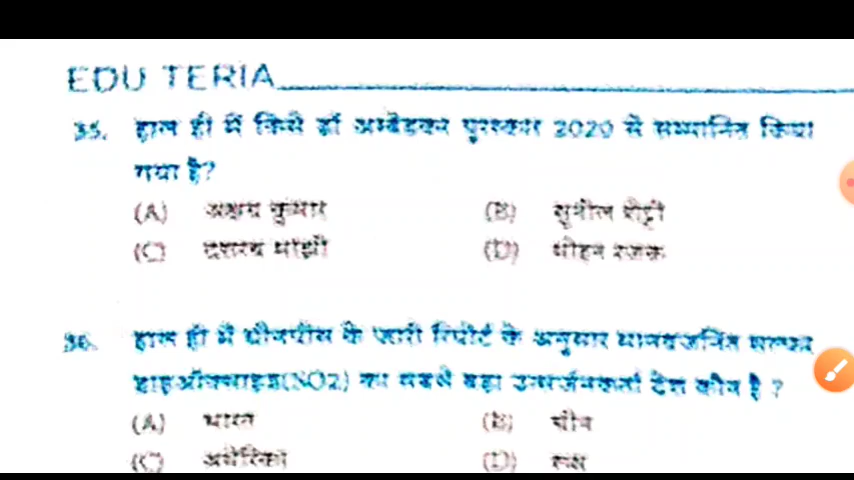 EDU TERIA
35. हाल ही में किसे डॉ अम्बेडकर पुरस्कार 2020 से सम्मानित किया
गया है?
(A) अक्षय कुमार (B) सुनील शेट्टी
(C) दशरथ मांझी (D) मोहन रजक
36. हाल ही में ग्रीनपीस के जारी रिपोर्ट के अनुसार मानवजनित सल्फर
डाइऑक्साइड(SO2) का सबसे बड़ा उत्सर्जनकर्ता देश कौन है ?
(A) भारत (B) चीन
(C) अमेरिका (D) रूस